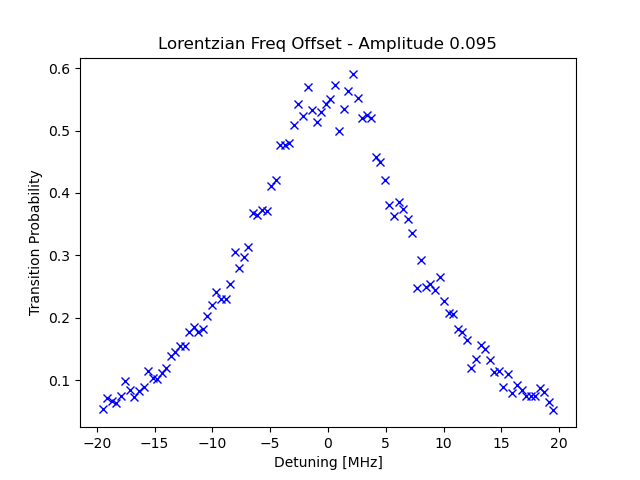 Lorentzian Freq Offset - Amplitude 0.095
0.6
0.5
0.4
0.3
0.2
0.1
Transition Probability
−20 −15 −10 −5 0 5 10 15 20
Detuning [MHz]